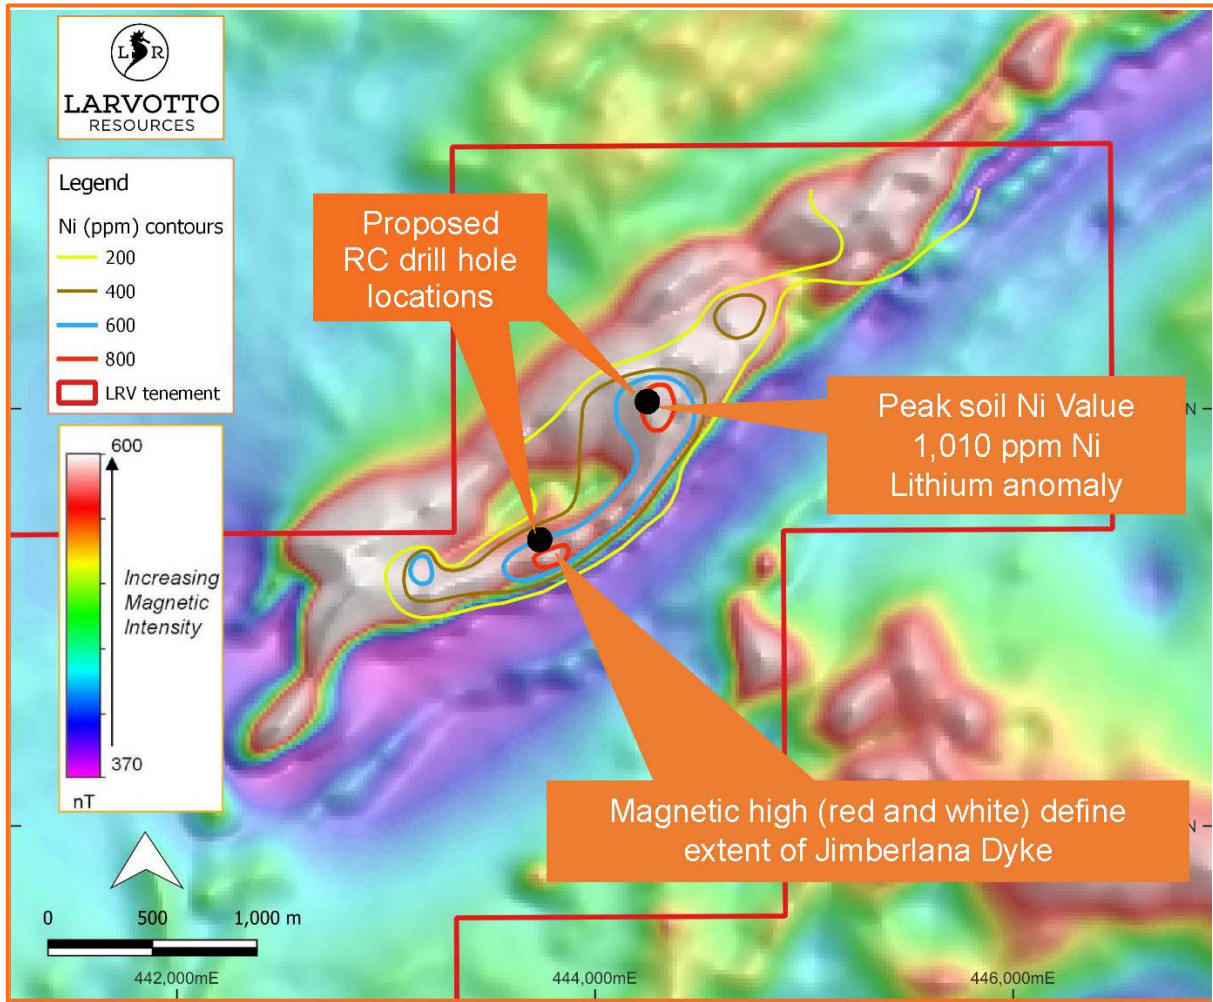 L R
LARVOTTO
RESOURCES
Legend
Ni (ppm) contours
200
400
600
800
LRV tenement
600
Increasing
Magnetic
Intensity
370
nT
0 500 1,000 m
Proposed
RC drill hole
locations
Peak soil Ni Value
1,010 ppm Ni
Lithium anomaly
N
Magnetic high (red and white) define
extent of Jimberlana Dyke
N
442,000mE 444,000mE 446,000mE